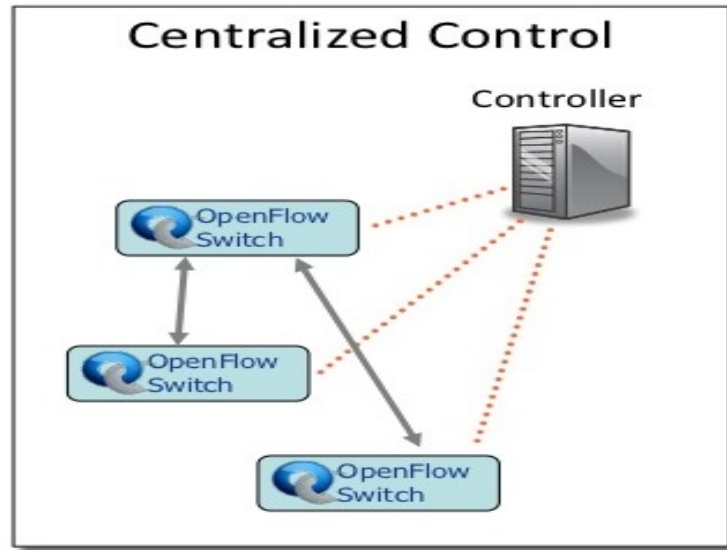 Centralized Control
Controller
OpenFlow
Switch
OpenFlow
Switch
OpenFlow
Switch